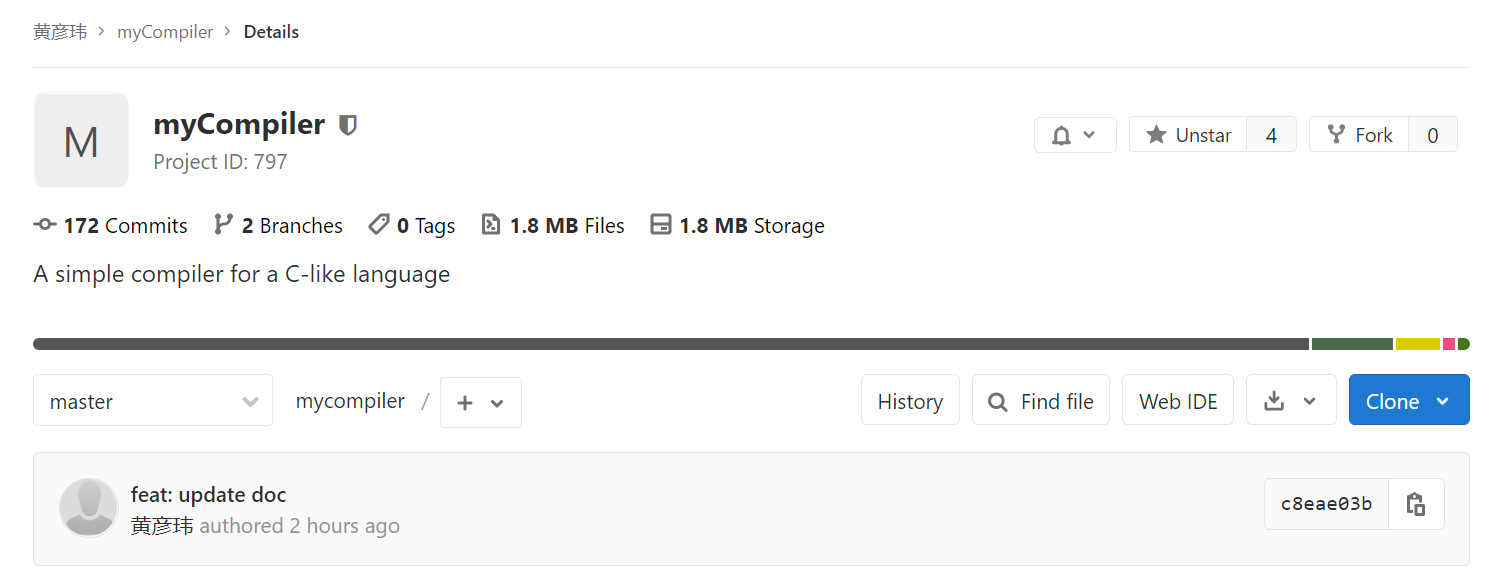 黄彦玮 > myCompiler > Details
M
myCompiler
Project ID: 797
Unstar 4 Fork 0
172 Commits 2 Branches 0 Tags 1.8 MB Files 1.8 MB Storage
A simple compiler for a C-like language
master mycompiler / + History Find file Web IDE Clone
feat: update doc
黄彦玮 authored 2 hours ago
c8eae03b